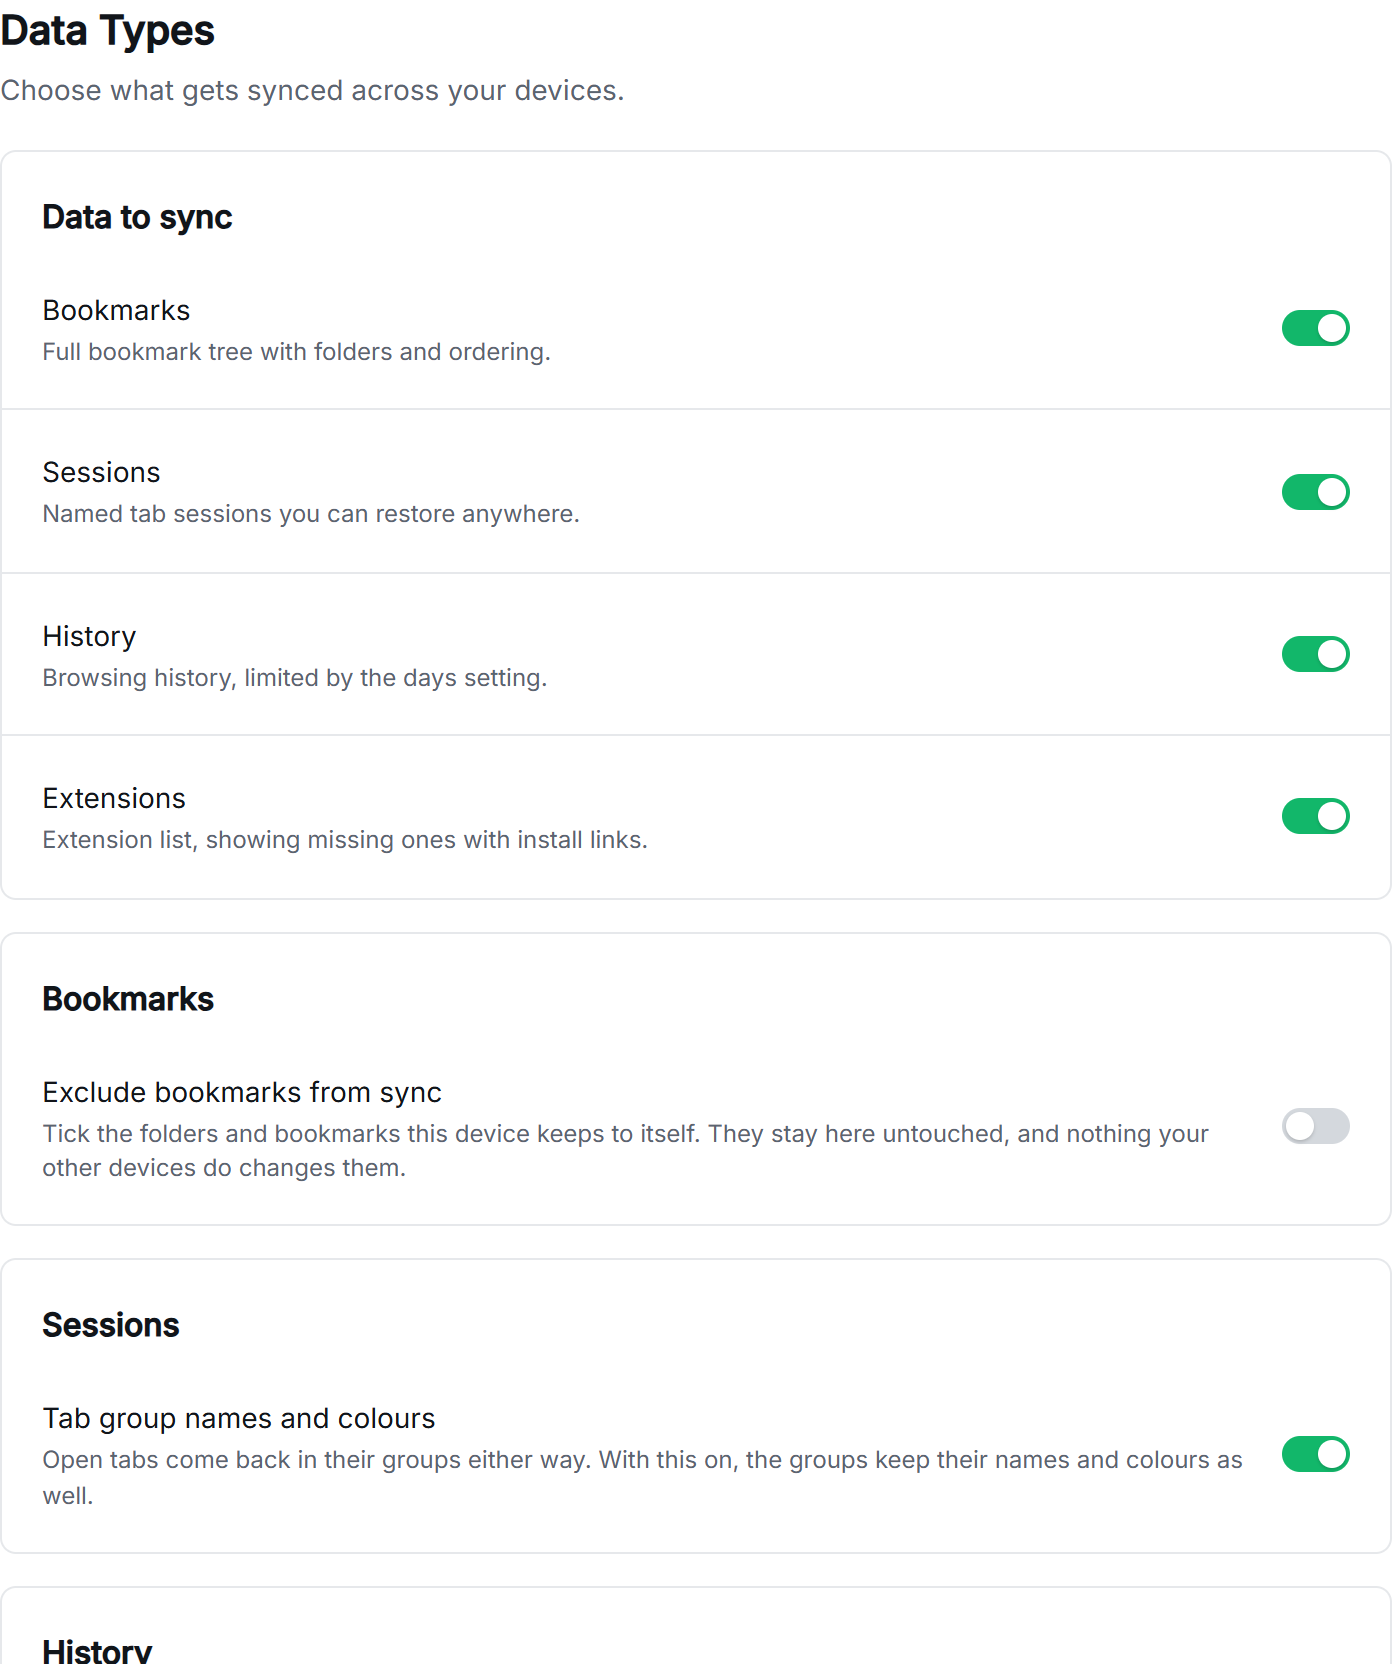 Data Types
Choose what gets synced across your devices.
Data to sync
Bookmarks
Full bookmark tree with folders and ordering.
Sessions
Named tab sessions you can restore anywhere.
History
Browsing history, limited by the days setting.
Extensions
Extension list, showing missing ones with install links.
Bookmarks
Exclude bookmarks from sync
Tick the folders and bookmarks this device keeps to itself. They stay here untouched, and nothing your
other devices do changes them.
Sessions
Tab group names and colours
Open tabs come back in their groups either way. With this on, the groups keep their names and colours as
well.
History